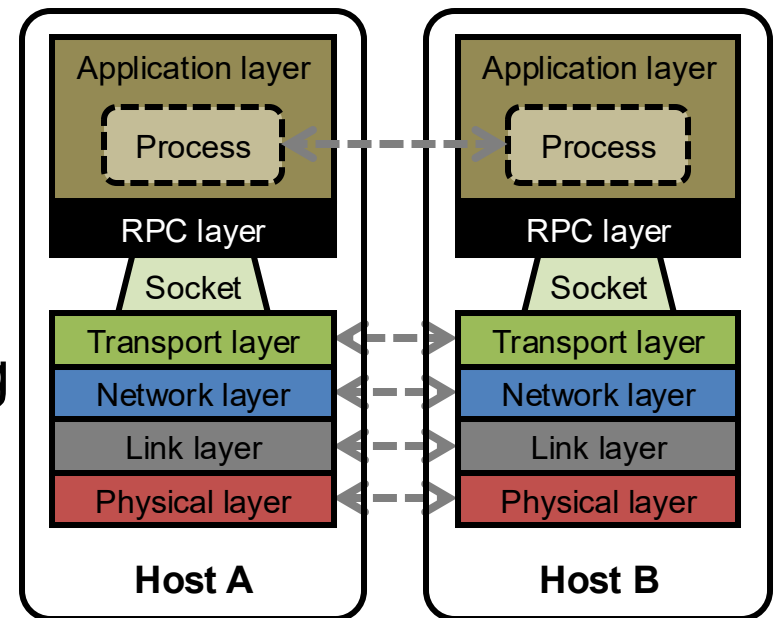 Application layer
Process
RPC layer
Socket
Transport layer
Network layer
Link layer
Physical layer
Host A
Application layer
Process
RPC layer
Socket
Transport layer
Network layer
Link layer
Physical layer
Host B
g